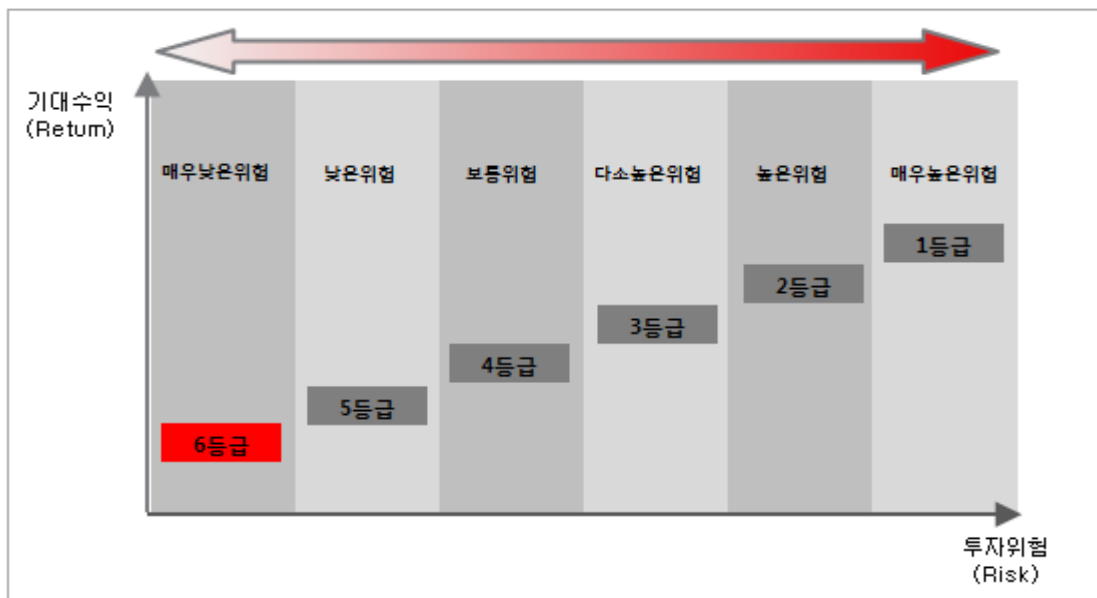 기대수익
(Return)
매우낮은위험 낮은위험 보통위험 다소높은위험 높은위험 매우높은위험
1등급
2등급
3등급
4등급
5등급
6등급
투자위험
(Risk)